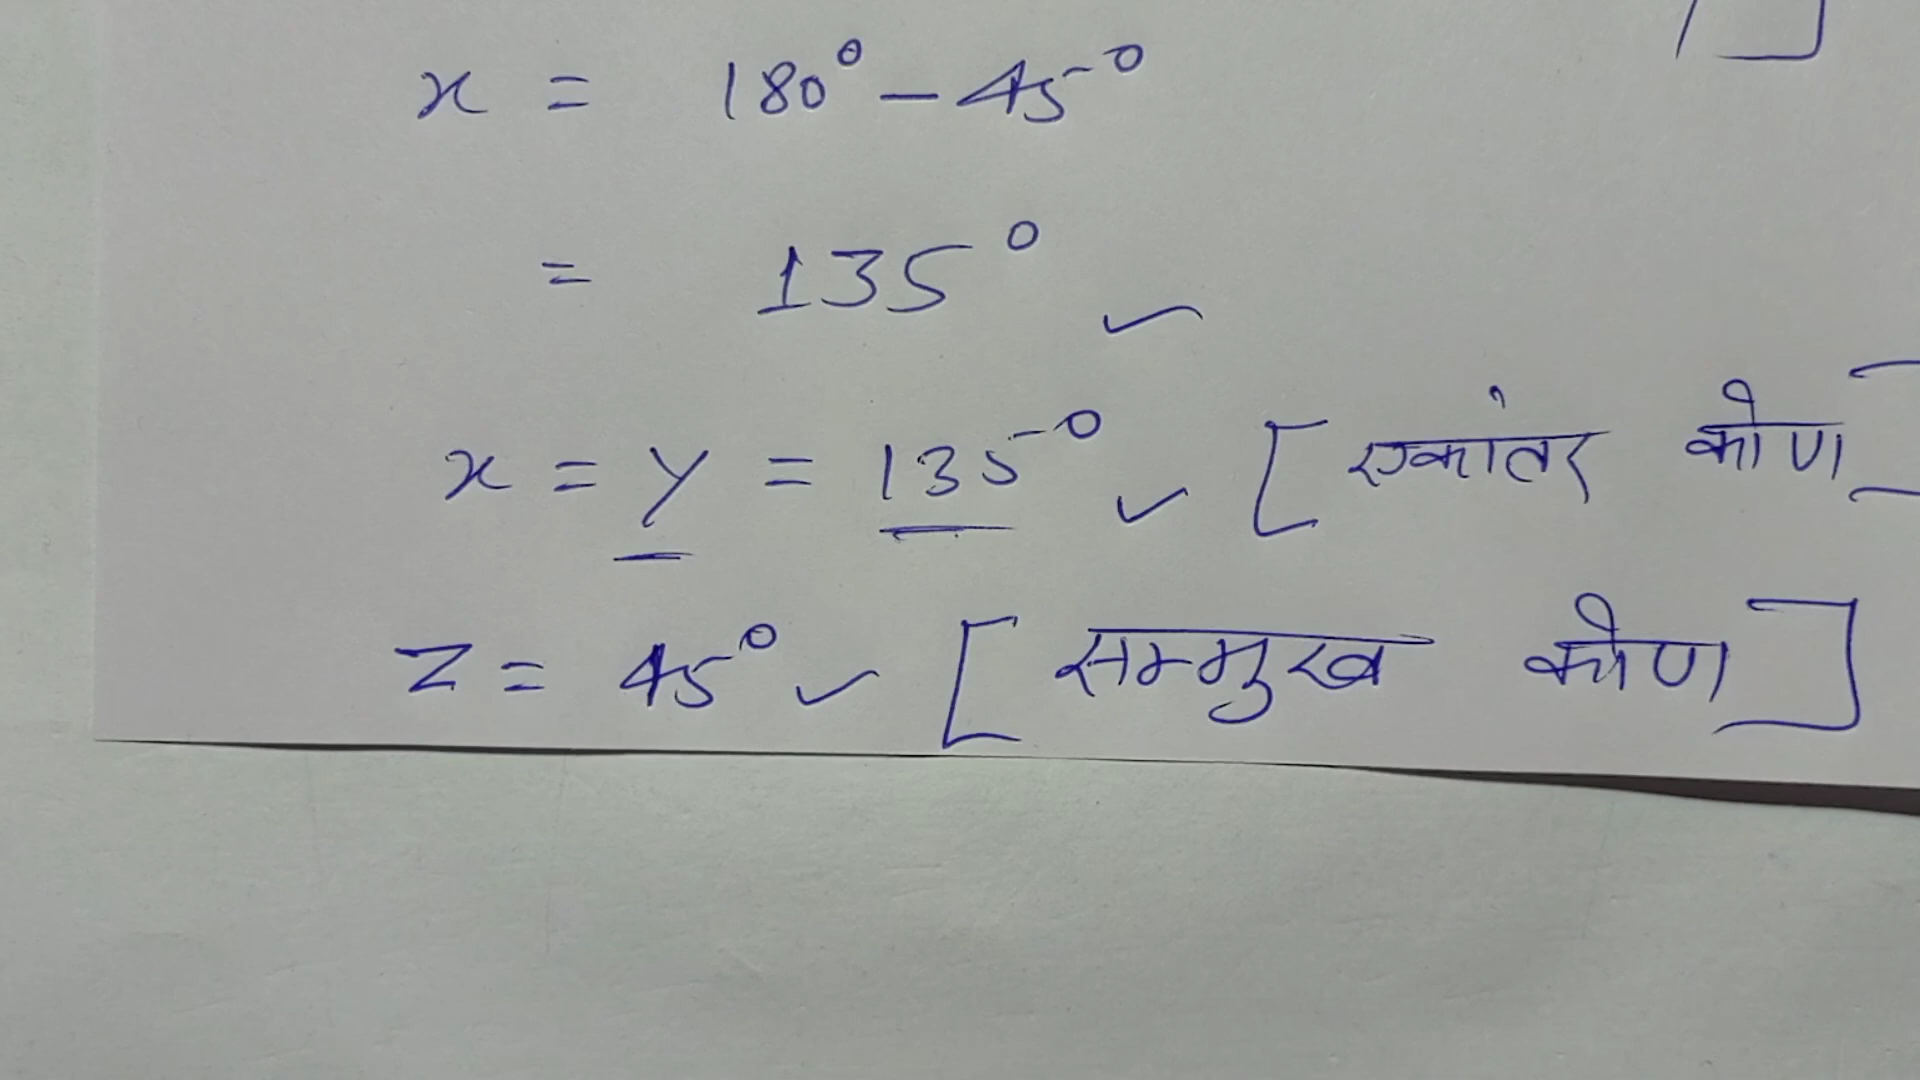 x = 180° - 45°
= 135° ✓
x = y = 135° ✓ [एकांतर कोण]
z = 45° ✓ [सम्मुख कोण]